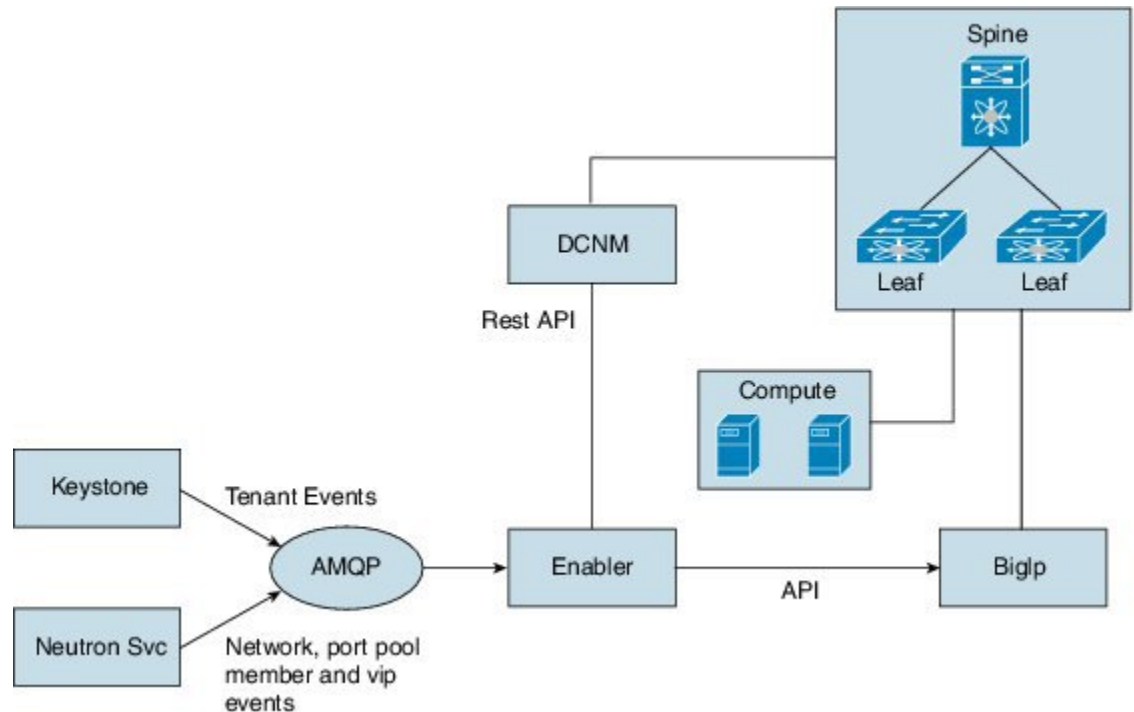 Spine
Leaf
Leaf
DCNM
Rest API
Compute
Keystone
Tenant Events
AMQP
Enabler
API
BigIp
Neutron Svc
Network, port pool
member and vip
events